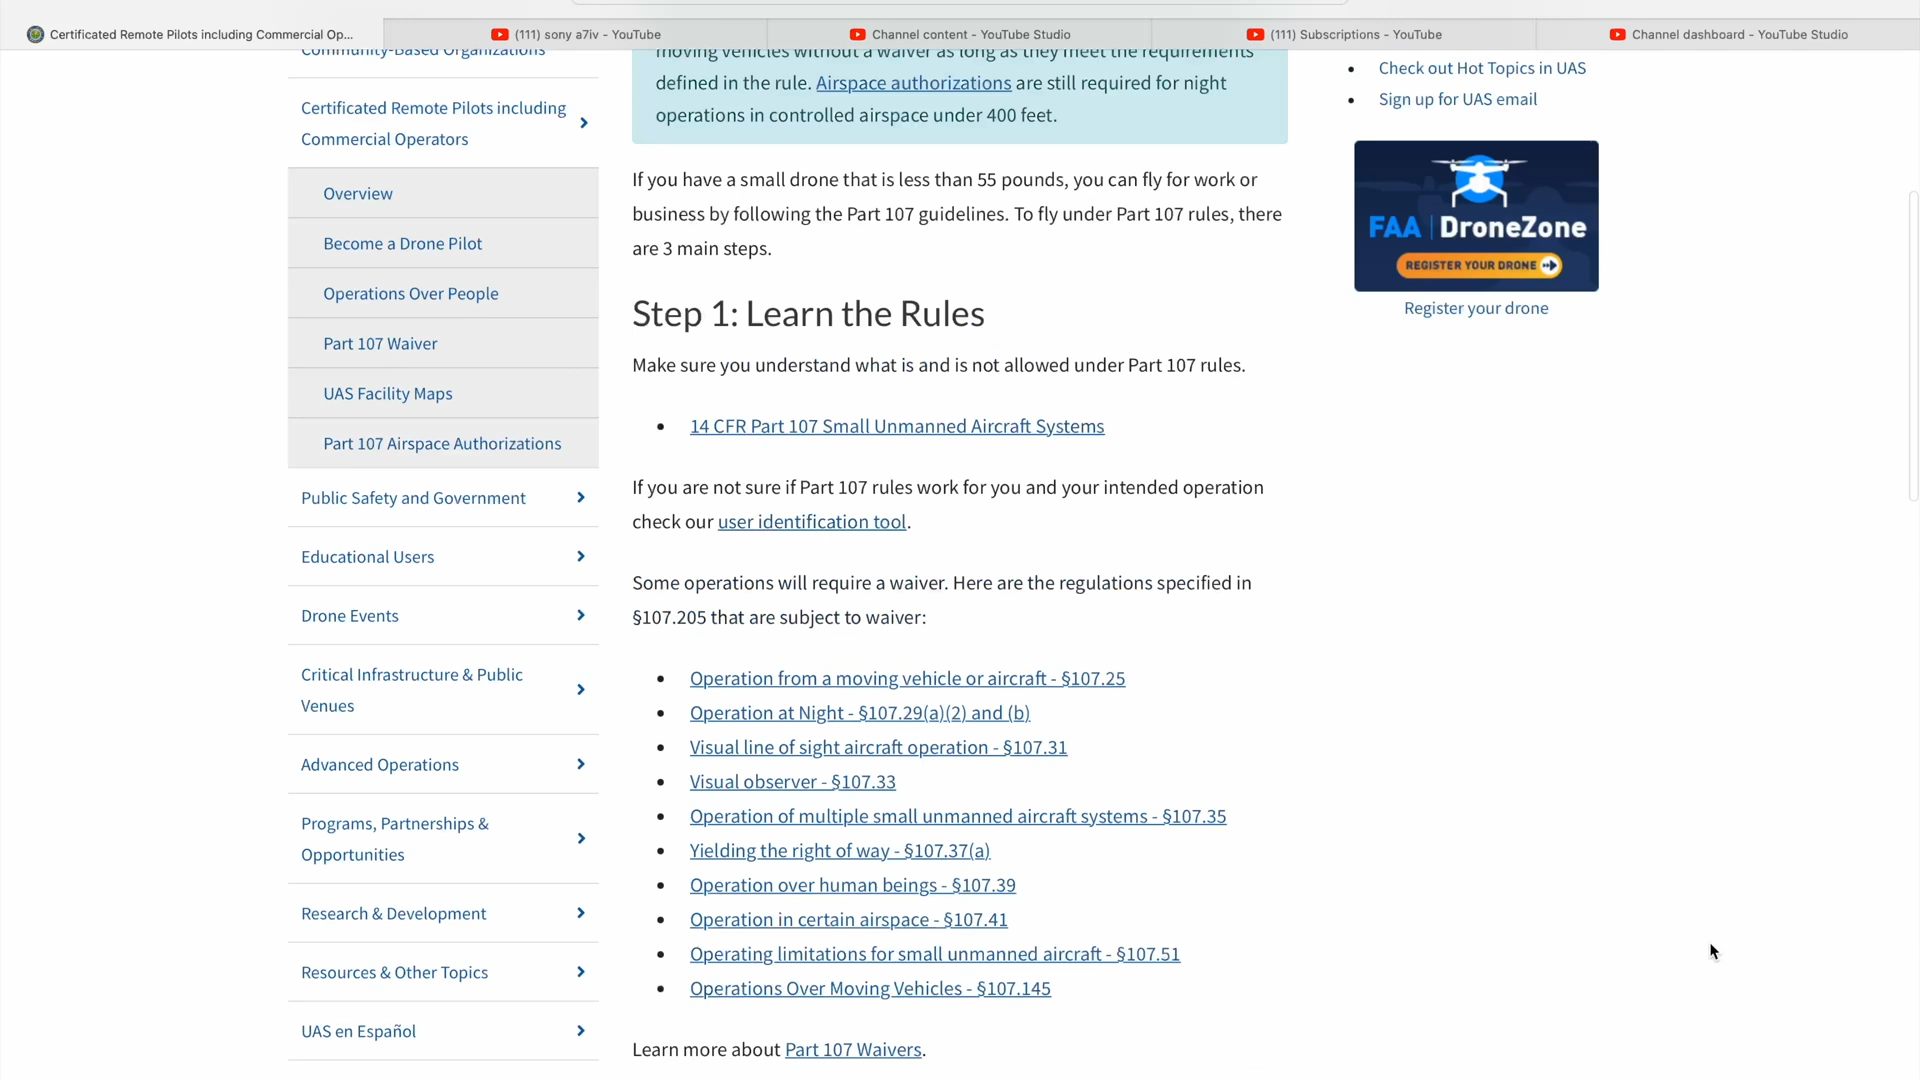 Certificated Remote Pilots including Commercial Op...
(111) sony a7iv - YouTube
Channel content - YouTube Studio
(111) Subscriptions - YouTube
Channel dashboard - YouTube Studio
Community-Based Organizations
Certificated Remote Pilots including
Commercial Operators
Overview
Become a Drone Pilot
Operations Over People
Part 107 Waiver
UAS Facility Maps
Part 107 Airspace Authorizations
Public Safety and Government
Educational Users
Drone Events
Critical Infrastructure & Public
Venues
Advanced Operations
Programs, Partnerships &
Opportunities
Research & Development
Resources & Other Topics
UAS en Español
moving vehicles without a waiver as long as they meet the requirements
defined in the rule. Airspace authorizations are still required for night
operations in controlled airspace under 400 feet.
If you have a small drone that is less than 55 pounds, you can fly for work or
business by following the Part 107 guidelines. To fly under Part 107 rules, there
are 3 main steps.
Step 1: Learn the Rules
Make sure you understand what is and is not allowed under Part 107 rules.
14 CFR Part 107 Small Unmanned Aircraft Systems
If you are not sure if Part 107 rules work for you and your intended operation
check our user identification tool.
Some operations will require a waiver. Here are the regulations specified in
§107.205 that are subject to waiver:
Operation from a moving vehicle or aircraft - §107.25
Operation at Night - §107.29(a)(2) and (b)
Visual line of sight aircraft operation - §107.31
Visual observer - §107.33
Operation of multiple small unmanned aircraft systems - §107.35
Yielding the right of way - §107.37(a)
Operation over human beings - §107.39
Operation in certain airspace - §107.41
Operating limitations for small unmanned aircraft - §107.51
Operations Over Moving Vehicles - §107.145
Learn more about Part 107 Waivers.
Check out Hot Topics in UAS
Sign up for UAS email
FAA | DroneZone
REGISTER YOUR DRONE
Register your drone